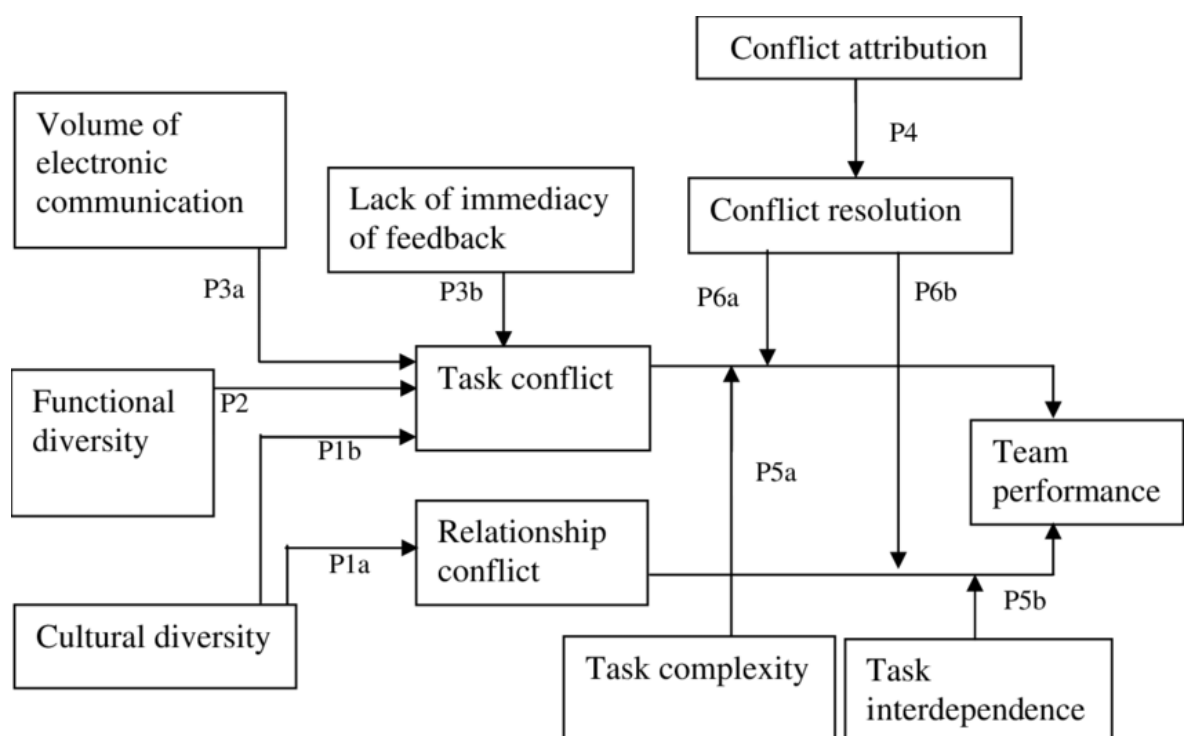 Conflict attribution
P4
Volume of
electronic
communication
Lack of immediacy
of feedback
Conflict resolution
P3a
P3b
P6a
P6b
Task conflict
Functional
diversity
P2
P1b
P5a
Team
performance
Relationship
conflict
P1a
P5b
Cultural diversity
Task complexity
Task
interdependence